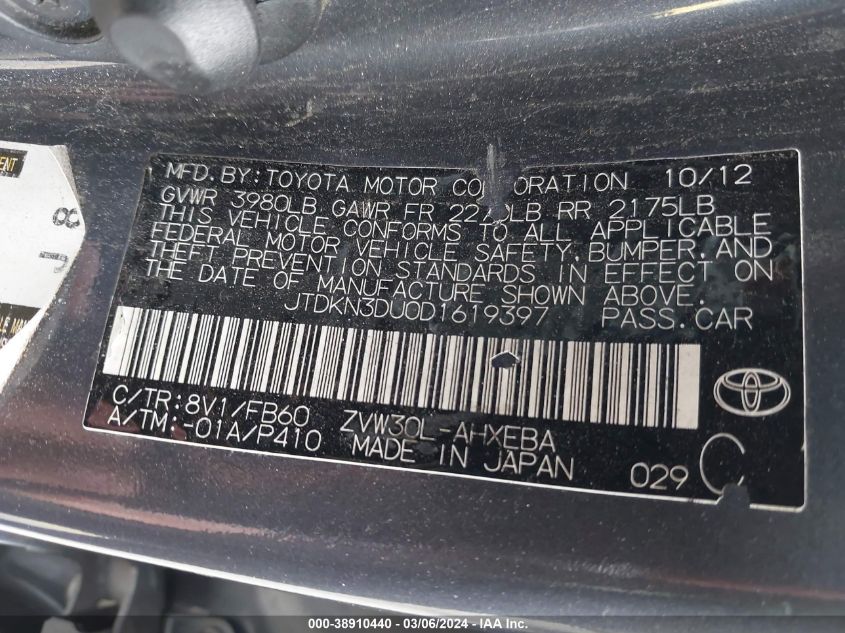 ENT
8
7
MFD. BY: TOYOTA MOTOR 10/12
GVWR 3980LB GAWR FR RR 2175LB
THIS VEHICLE CONFORMS TO ALL APPLICABLE
FEDERAL MOTOR VEHICLE SAFETY, BUMPER, AND
THEFT PREVENTION STANDARDS IN EFFECT ON
THE DATE OF MANUFACTURE SHOWN ABOVE.
JTDKN3DU0D1619397 PASS. CAR
C/TR: 8V1/FB60 ZVW30L-AHXEBA
A/TM: -01A/P410 MADE IN JAPAN
029 C
000-38910440 - 03/06/2024 - IAA Inc.